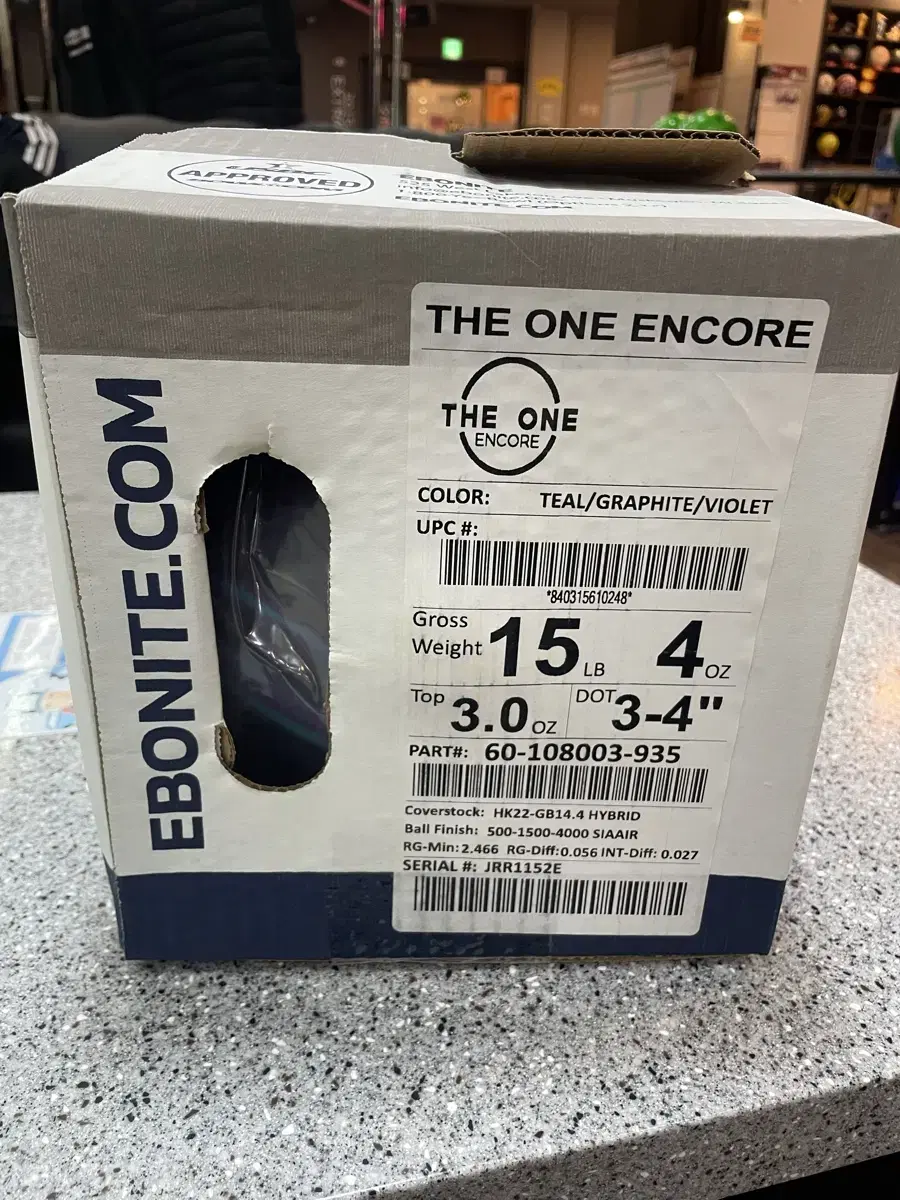 APPROVED
EBONITE
EBONITE.COM
EBONITE.COM
THE ONE ENCORE
THE ONE
ENCORE
COLOR: TEAL/GRAPHITE/VIOLET
UPC #:
*840315610248*
Gross Weight 15 LB 4 OZ
Top 3.0 OZ DOT 3-4"
PART#: 60-108003-935
Coverstock: HK22-GB14.4 HYBRID
Ball Finish: 500-1500-4000 SIAAIR
RG-Min: 2.466 RG-Diff: 0.056 INT-Diff: 0.027
SERIAL #: JRR1152E